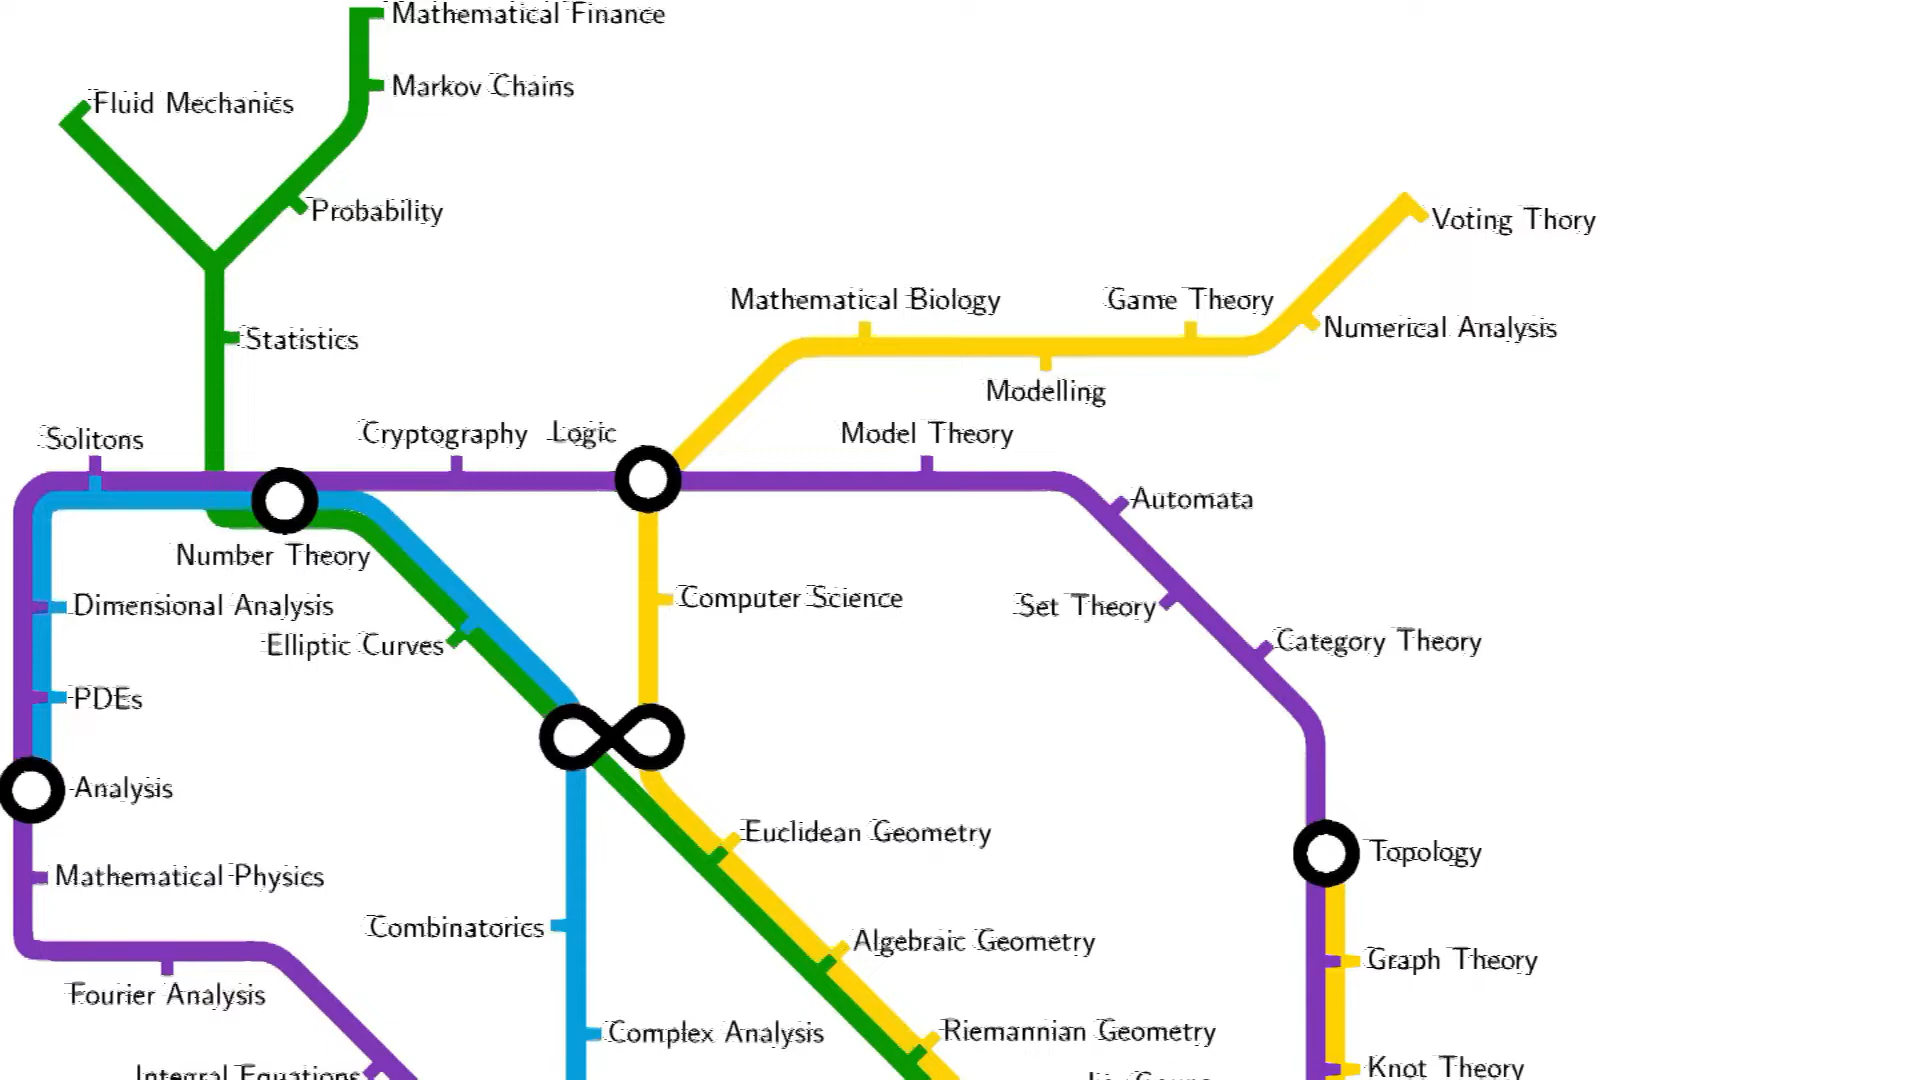 Mathematical Finance
Markov Chains
Fluid Mechanics
Probability
Voting Thory
Mathematical Biology
Game Theory
Numerical Analysis
Statistics
Modelling
Solitons
Cryptography
Logic
Model Theory
Automata
Number Theory
Computer Science
Dimensional Analysis
Set Theory
Elliptic Curves
Category Theory
PDEs
Analysis
Euclidean Geometry
Topology
Mathematical Physics
Combinatorics
Algebraic Geometry
Graph Theory
Fourier Analysis
Complex Analysis
Riemannian Geometry
Knot Theory
Integral Equations